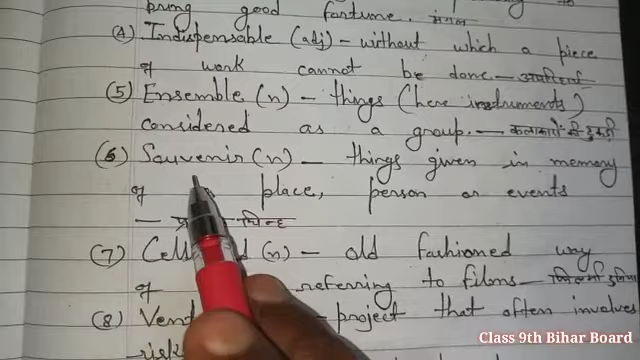 bring good fortune. मंगल
(4) Indispensable (adj) – without which a piece
of work cannot be done. – अपरिहार्य
(5) Ensemble (n) – things (here instruments)
considered as a group. – कलाकारों की टुकड़ी
(6) Souvenir (n) – things given in memory
of place, person or events
– चिन्ह
(7) (n) – old fashioned way
of referring to films –
(8) – project that often involves
risk
Class 9th Bihar Board